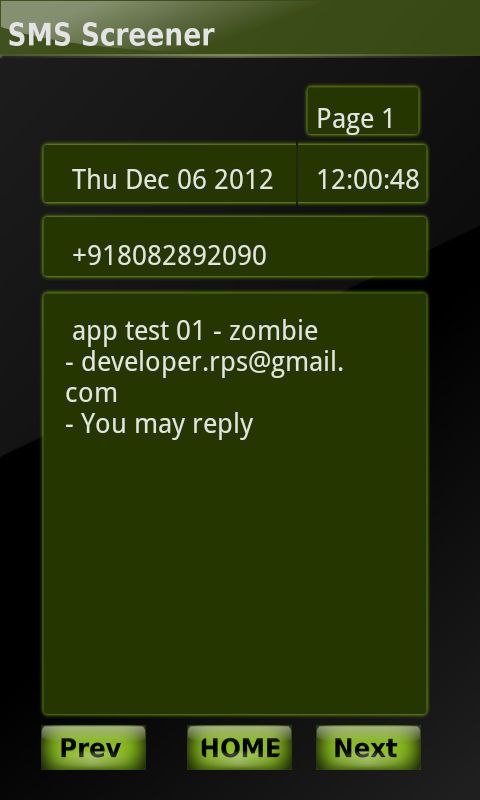 SMS Screener
Page 1
Thu Dec 06 2012 12:00:48
+918082892090
app test 01 - zombie
- developer.rps@gmail.
com
- You may reply
Prev HOME Next